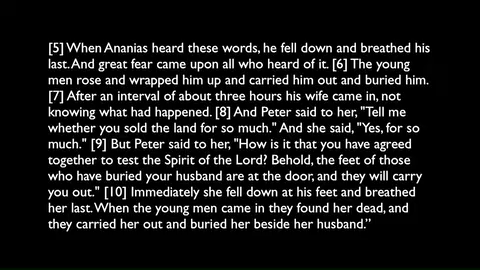 [5] When Ananias heard these words, he fell down and breathed his
last. And great fear came upon all who heard of it. [6] The young
men rose and wrapped him up and carried him out and buried him.
[7] After an interval of about three hours his wife came in, not
knowing what had happened. [8] And Peter said to her, "Tell me
whether you sold the land for so much." And she said, "Yes, for so
much." [9] But Peter said to her, "How is it that you have agreed
together to test the Spirit of the Lord? Behold, the feet of those
who have buried your husband are at the door, and they will carry
you out." [10] Immediately she fell down at his feet and breathed
her last. When the young men came in they found her dead, and
they carried her out and buried her beside her husband.”